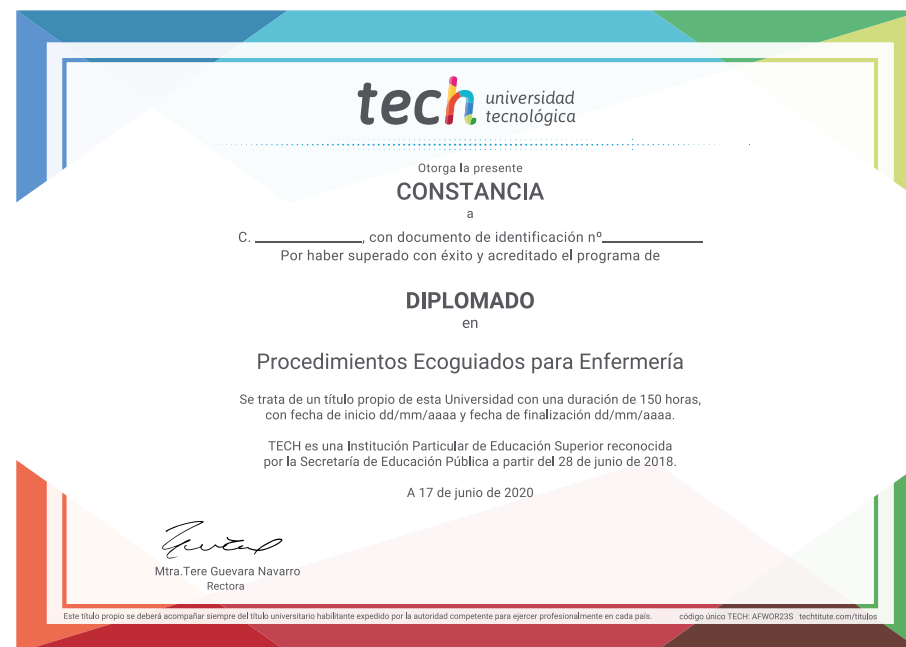 tech universidad
tecnológica
Otorga la presente
CONSTANCIA
a
C. ________________, con documento de identificación nº_______________
Por haber superado con éxito y acreditado el programa de
DIPLOMADO
en
Procedimientos Ecoguiados para Enfermería
Se trata de un título propio de esta Universidad con una duración de 150 horas,
con fecha de inicio dd/mm/aaaa y fecha de finalización dd/mm/aaaa.
TECH es una Institución Particular de Educación Superior reconocida
por la Secretaría de Educación Pública a partir del 28 de junio de 2018.
A 17 de junio de 2020
Mtra.Tere Guevara Navarro
Rectora
Este título propio se deberá acompañar siempre del título universitario habilitante expedido por la autoridad competente para ejercer profesionalmente en cada país. código único TECH: AFWOR23S techtitute.com/titulos